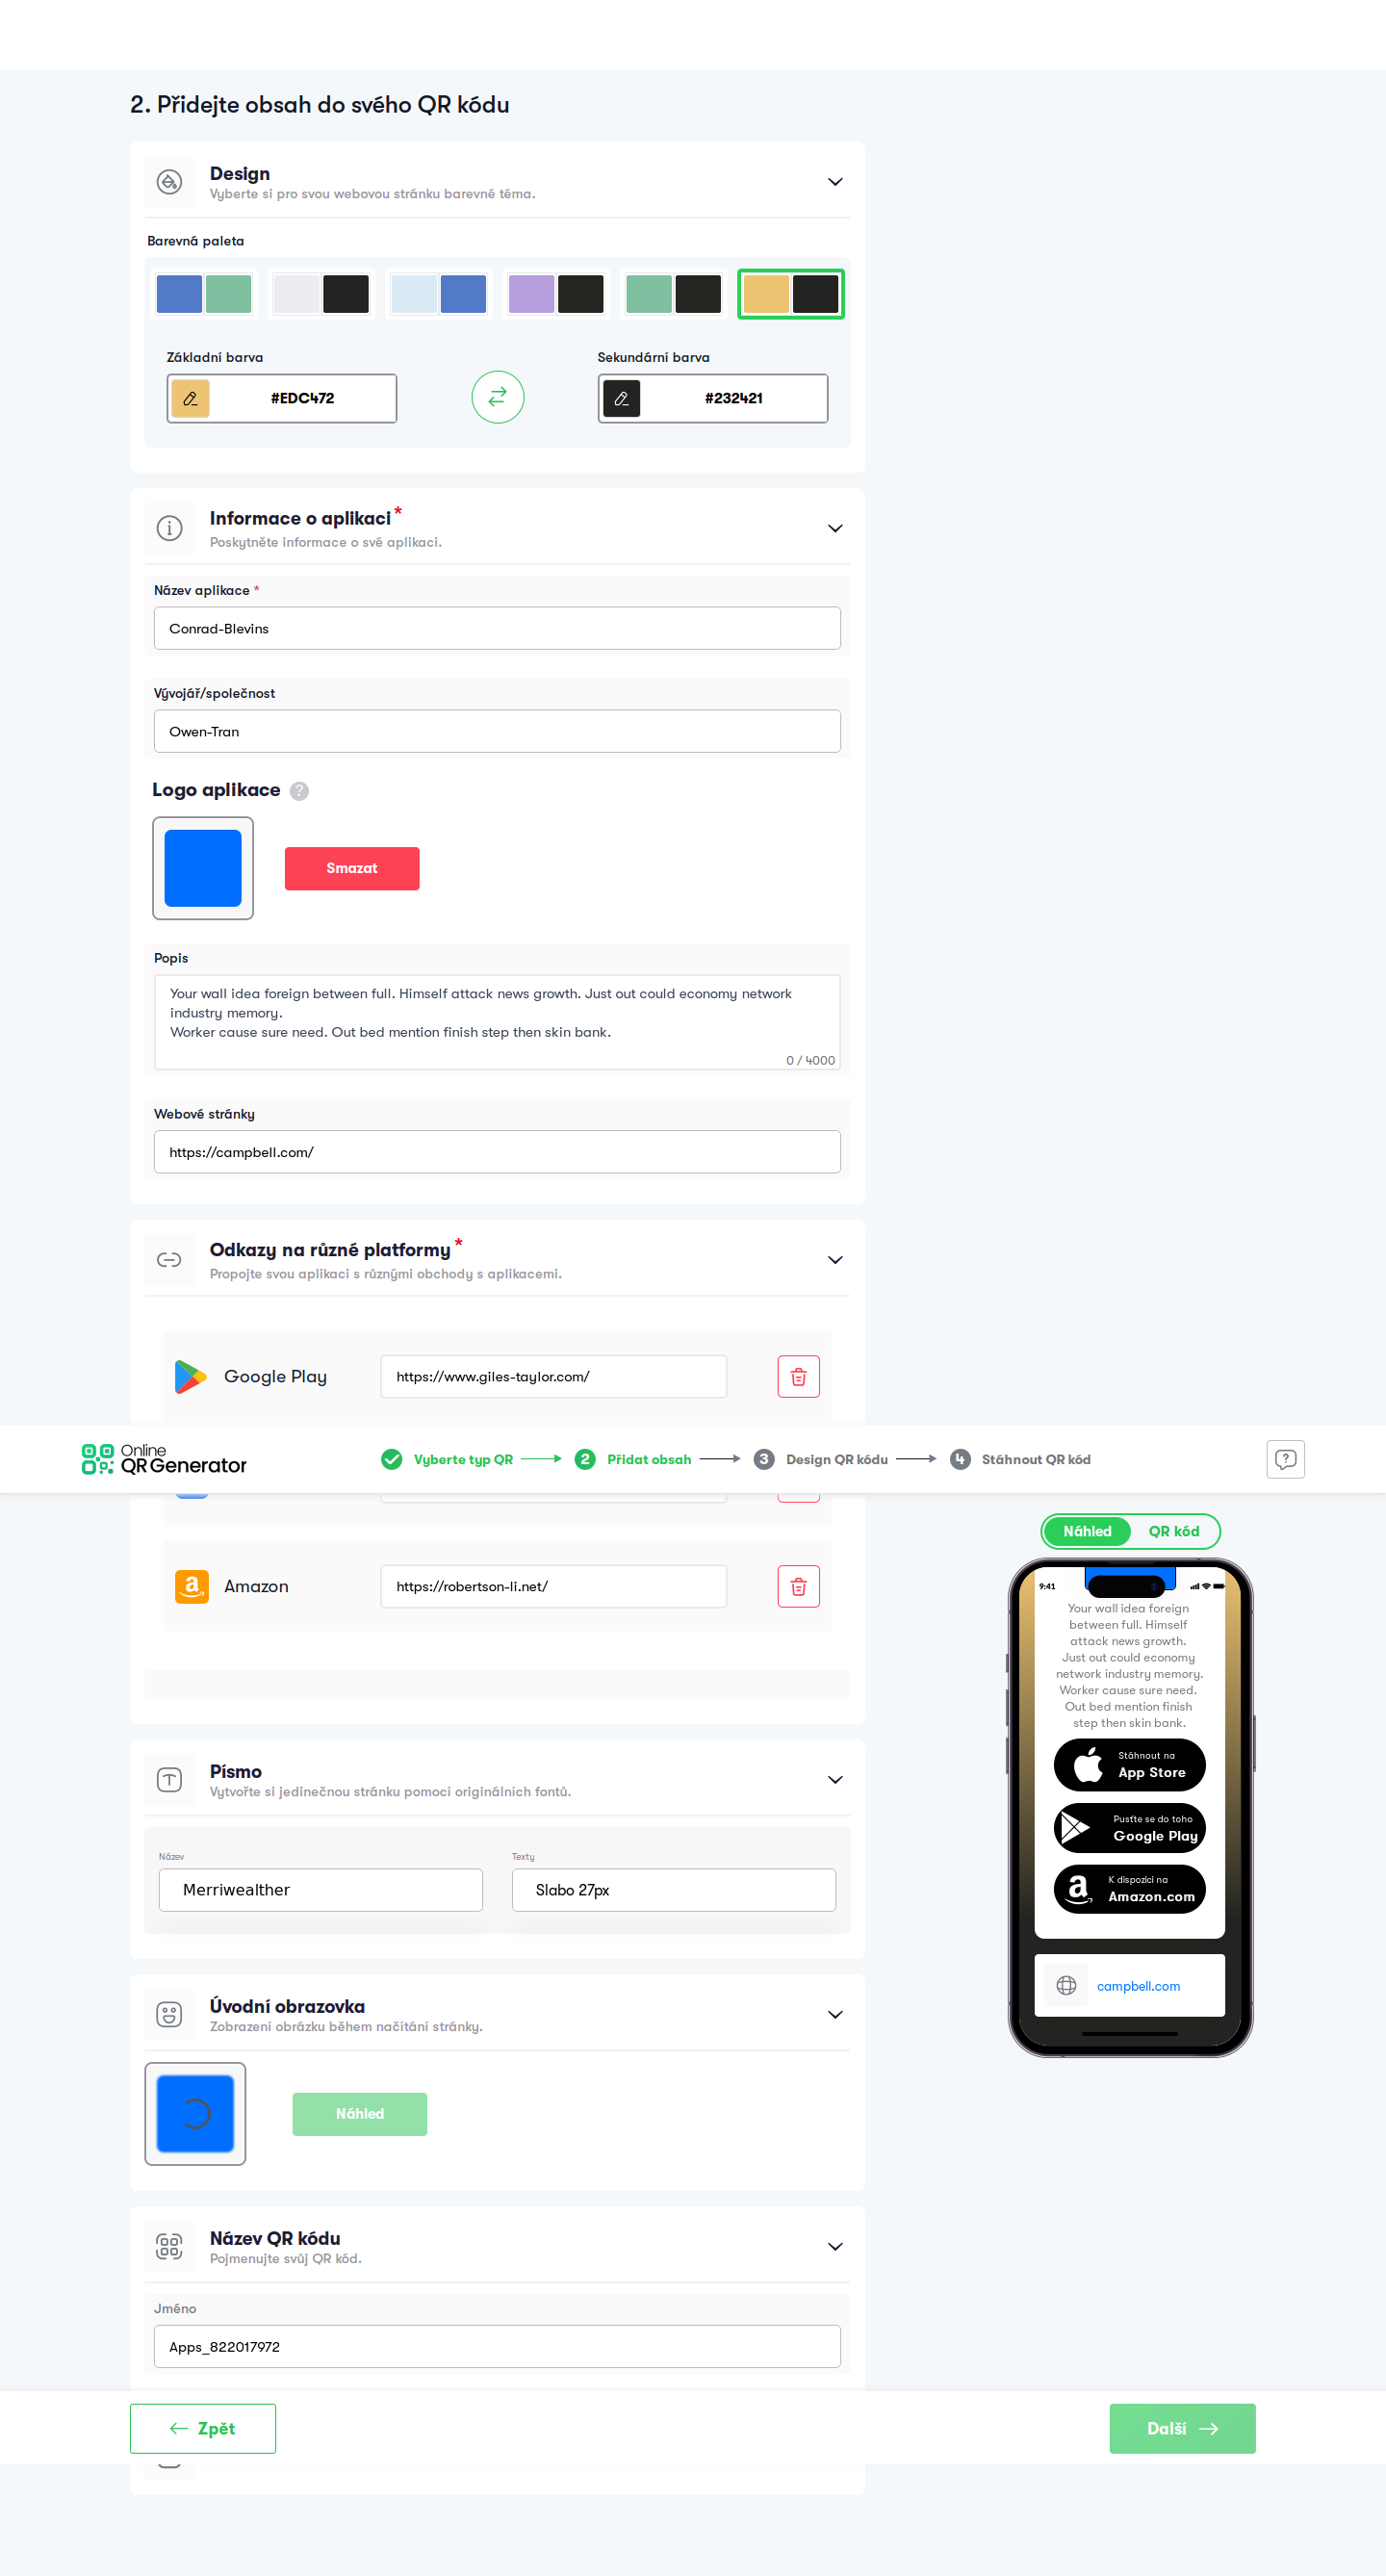 2. Přidejte obsah do svého QR kódu
Design
Vyberte si pro svou webovou stránku barevné téma.
Barevná paleta
Základní barva
#EDC472
Sekundární barva
#232421
Informace o aplikaci *
Poskytněte informace o své aplikaci.
Název aplikace *
Conrad-Blevins
Vývojář/společnost
Owen-Tran
Logo aplikace ?
Smazat
Popis
Your wall idea foreign between full. Himself attack news growth. Just out could economy network
industry memory.
Worker cause sure need. Out bed mention finish step then skin bank.
0 / 4000
Webové stránky
https://campbell.com/
Odkazy na různé platformy *
Propojte svou aplikaci s různými obchody s aplikacemi.
Google Play
https://www.giles-taylor.com/
Online
QR Generator
Vyberte typ QR
2 Přidat obsah
3 Design QR kódu
4 Stáhnout QR kód
Amazon
https://robertson-li.net/
Náhled
QR kód
9:41
Your wall idea foreign
between full. Himself
attack news growth.
Just out could economy
network industry memory.
Worker cause sure need.
Out bed mention finish
step then skin bank.
Stáhnout na
App Store
Pusťte se do toho
Google Play
K dispozici na
Amazon.com
campbell.com
Písmo
Vytvořte si jedinečnou stránku pomocí originálních fontů.
Název
Merriwealther
Texty
Slabo 27px
Úvodní obrazovka
Zobrazení obrázku během načítání stránky.
Náhled
Název QR kódu
Pojmenujte svůj QR kód.
Jméno
Apps_822017972
Zpět
Další